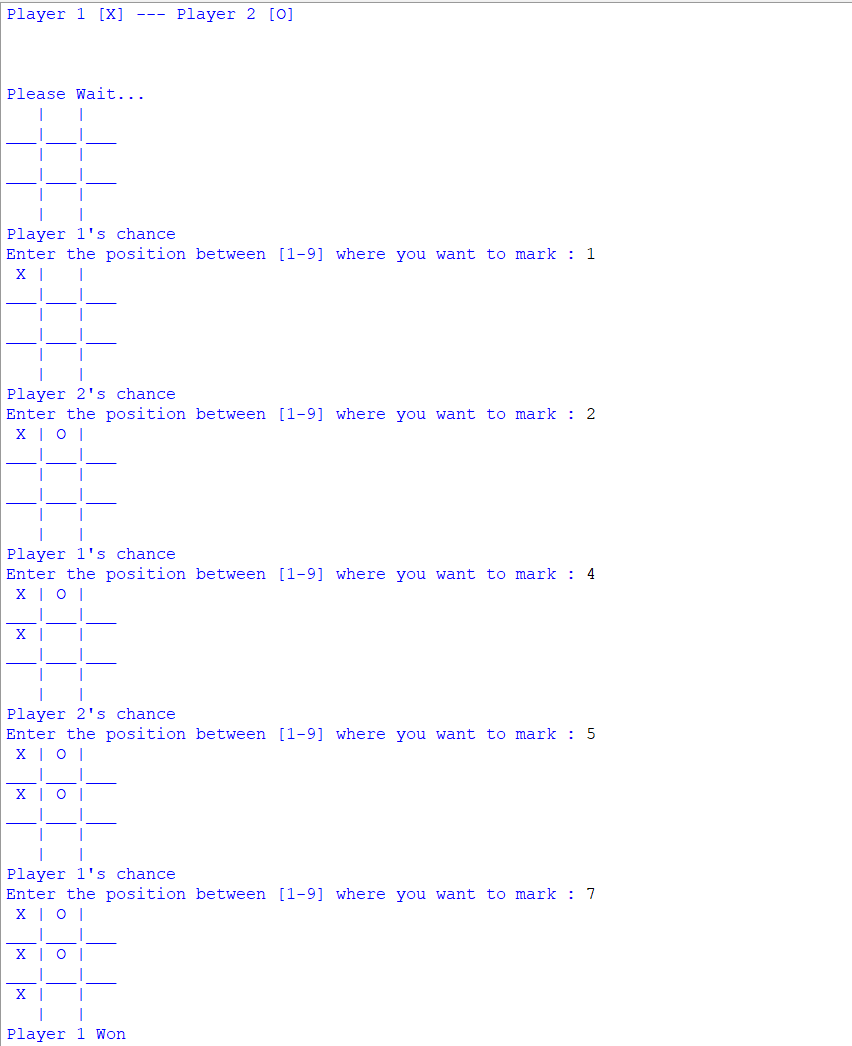 Player 1 [X] --- Player 2 [O]
Please Wait...
   |   |
___|___|___
   |   |
___|___|___
   |   |
   |   |
Player 1's chance
Enter the position between [1-9] where you want to mark : 1
 X |   |
___|___|___
   |   |
___|___|___
   |   |
   |   |
Player 2's chance
Enter the position between [1-9] where you want to mark : 2
 X | O |
___|___|___
   |   |
___|___|___
   |   |
   |   |
Player 1's chance
Enter the position between [1-9] where you want to mark : 4
 X | O |
___|___|___
 X |   |
___|___|___
   |   |
   |   |
Player 2's chance
Enter the position between [1-9] where you want to mark : 5
 X | O |
___|___|___
 X | O |
___|___|___
   |   |
   |   |
Player 1's chance
Enter the position between [1-9] where you want to mark : 7
 X | O |
___|___|___
 X | O |
___|___|___
 X |   |
   |   |
Player 1 Won